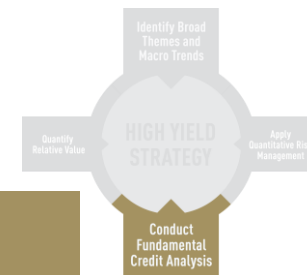 Identify Broad
Themes and
Macro Trends
Quantify
Relative Value
HIGH YIELD
STRATEGY
Apply
Quantitative Risk
Management
Conduct
Fundamental
Credit Analysis